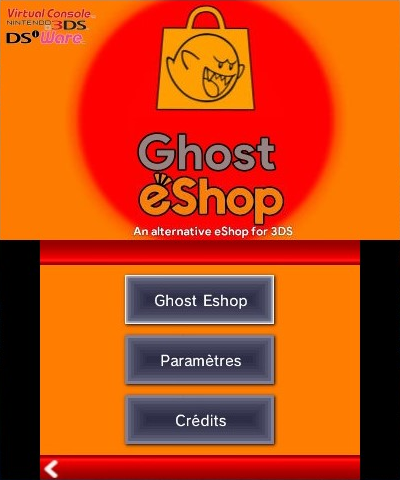 Virtual Console
NINTENDO 3DS
DSiWare
Ghost
eShop
An alternative eShop for 3DS
Ghost Eshop
Paramètres
Crédits